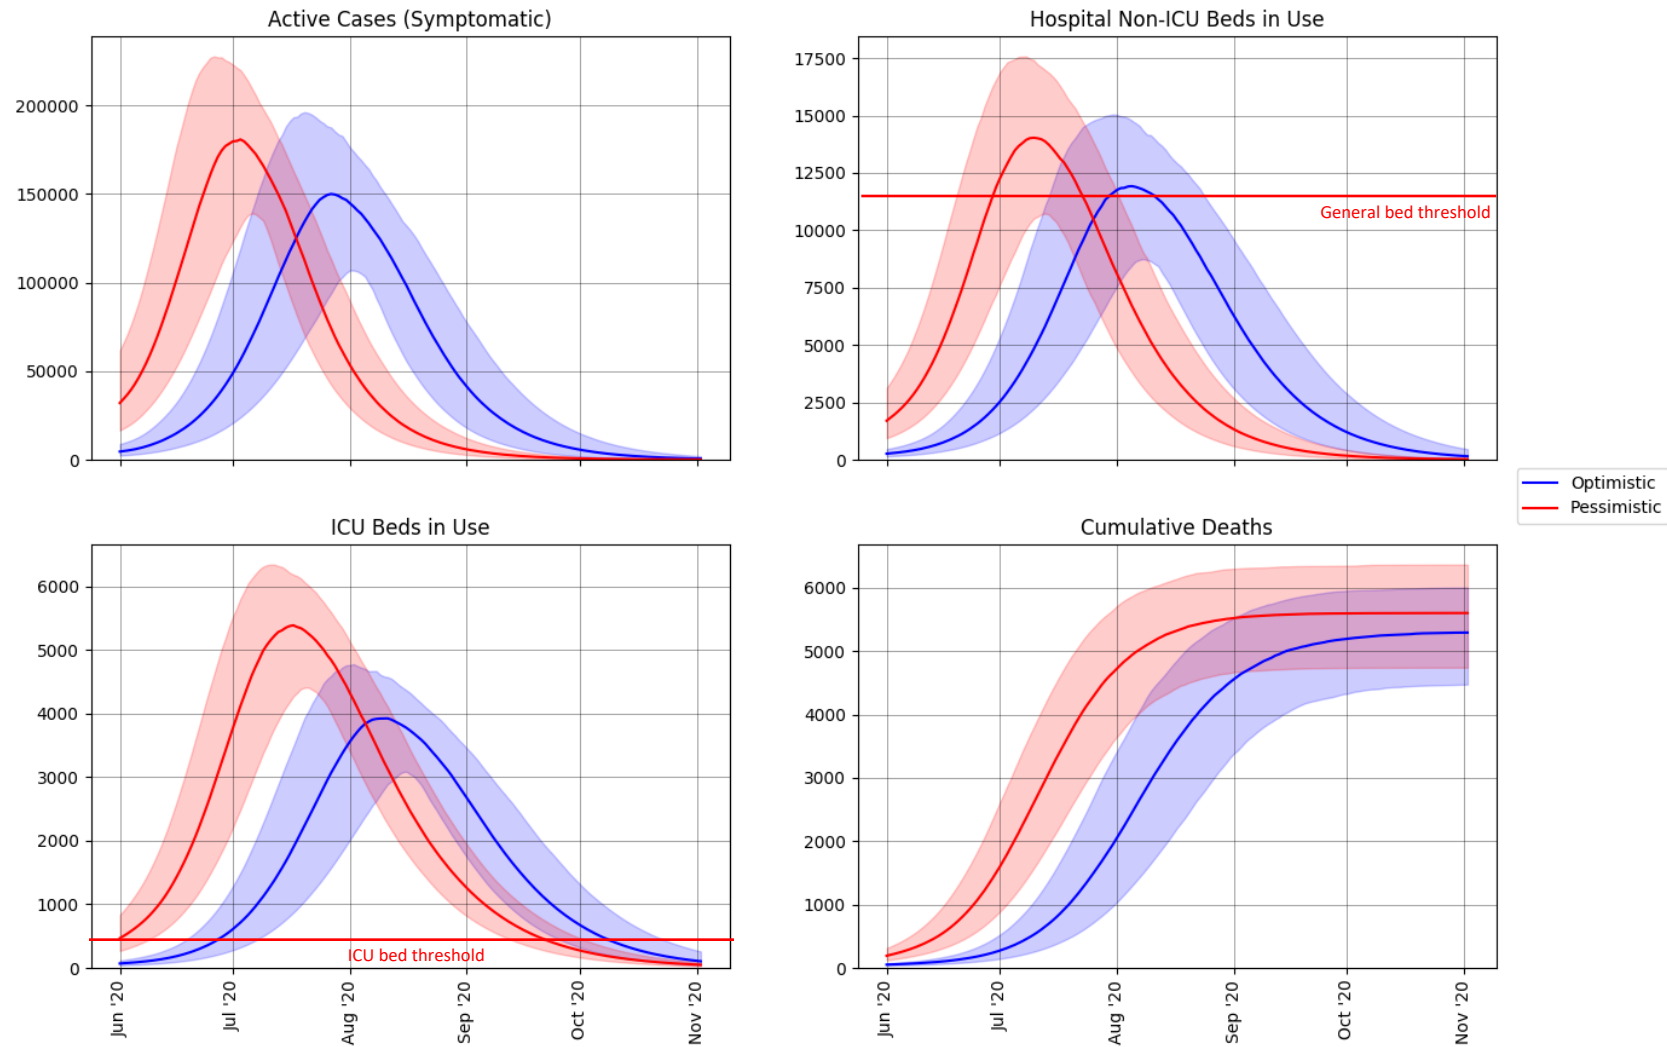 Active Cases (Symptomatic)
200000
150000
100000
50000
0
Hospital Non-ICU Beds in Use
17500
15000
12500
10000
7500
5000
2500
0
General bed threshold
Optimistic
Pessimistic
ICU Beds in Use
6000
5000
4000
3000
2000
1000
0
ICU bed threshold
Jun '20
Jul '20
Aug '20
Sep '20
Oct '20
Nov '20
Cumulative Deaths
6000
5000
4000
3000
2000
1000
0
Jun '20
Jul '20
Aug '20
Sep '20
Oct '20
Nov '20